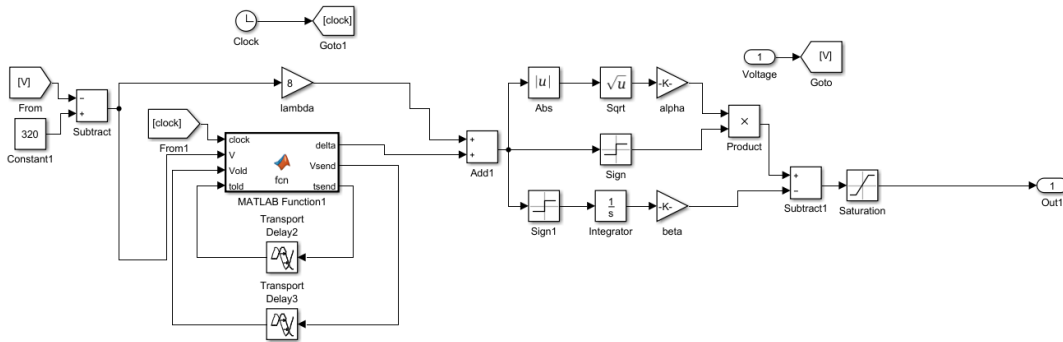 [clock]
Clock
Goto1
[V]
From
320
Constant1
Subtract
8
lambda
[clock]
From1
clock
V
Vold
told
fcn
delta
Vsend
tsend
MATLAB Function1
Transport
Delay2
Transport
Delay3
+
+
Add1
|u|
Abs
√u
Sqrt
-K-
alpha
Sign
×
Product
Sign1
1
s
Integrator
-K-
beta
1
Voltage
[V]
Goto
+
−
Subtract1
Saturation
1
Out1
−
+